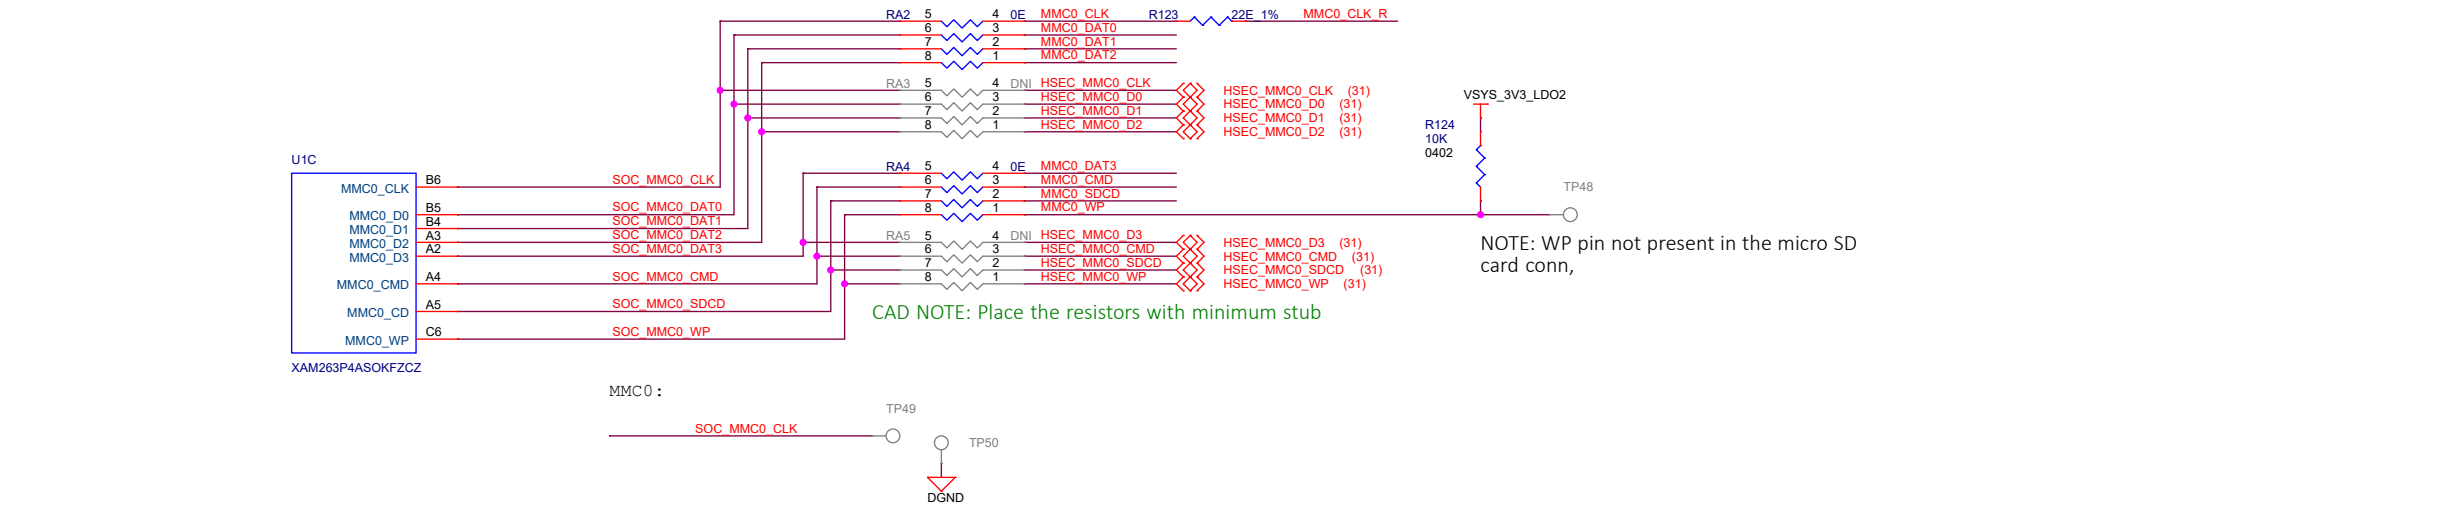 RA2 5 4 0E MMC0_CLK R123 22E_1% MMC0_CLK_R
6 3 MMC0_DAT0
7 2 MMC0_DAT1
8 1 MMC0_DAT2
RA3 5 4 DNI HSEC_MMC0_CLK HSEC_MMC0_CLK (31)
6 3 HSEC_MMC0_D0 HSEC_MMC0_D0 (31)
7 2 HSEC_MMC0_D1 HSEC_MMC0_D1 (31)
8 1 HSEC_MMC0_D2 HSEC_MMC0_D2 (31)
VSYS_3V3_LDO2
R124
10K
0402
U1C
RA4 5 4 0E MMC0_DAT3
6 3 MMC0_CMD
7 2 MMC0_SDCD
8 1 MMC0_WP
TP48
MMC0_CLK B6 SOC_MMC0_CLK
MMC0_D0 B5 SOC_MMC0_DAT0
MMC0_D1 B4 SOC_MMC0_DAT1
MMC0_D2 A3 SOC_MMC0_DAT2
MMC0_D3 A2 SOC_MMC0_DAT3
MMC0_CMD A4 SOC_MMC0_CMD
MMC0_CD A5 SOC_MMC0_SDCD
MMC0_WP C6 SOC_MMC0_WP
XAM263P4ASOKFZCZ
RA5 5 4 DNI HSEC_MMC0_D3 HSEC_MMC0_D3 (31)
6 3 HSEC_MMC0_CMD HSEC_MMC0_CMD (31)
7 2 HSEC_MMC0_SDCD HSEC_MMC0_SDCD (31)
8 1 HSEC_MMC0_WP HSEC_MMC0_WP (31)
NOTE: WP pin not present in the micro SD
card conn,
CAD NOTE: Place the resistors with minimum stub
MMC0:
SOC_MMC0_CLK TP49
TP50
DGND